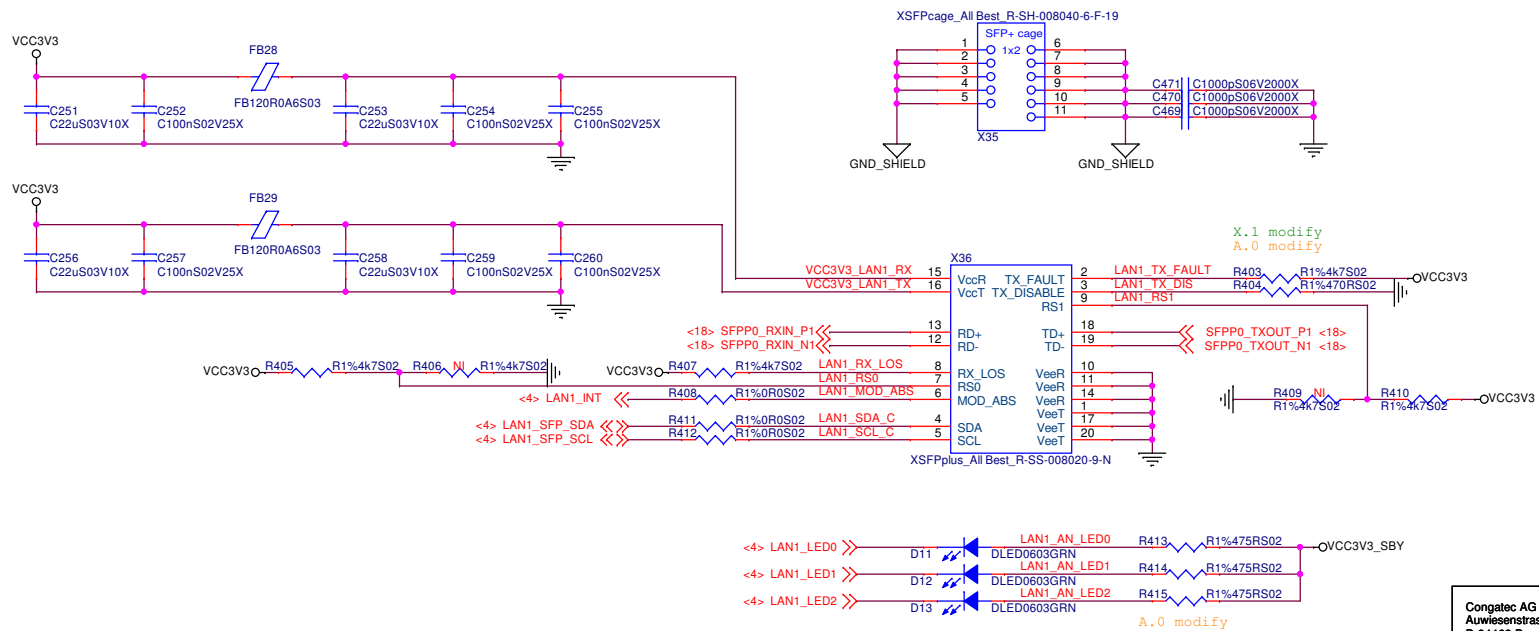 XSFPcage_All Best_R-SH-008040-6-F-19
SFP+ cage
1x2
1
2
3
4
5
6
7
8
9
10
11
X35
C471 C1000pS06V2000X
C470 C1000pS06V2000X
C469 C1000pS06V2000X
GND_SHIELD
GND_SHIELD
VCC3V3
FB28
FB120R0A6S03
C251
C22uS03V10X
C252
C100nS02V25X
C253
C22uS03V10X
C254
C100nS02V25X
C255
C100nS02V25X
VCC3V3
FB29
FB120R0A6S03
C256
C22uS03V10X
C257
C100nS02V25X
C258
C22uS03V10X
C259
C100nS02V25X
C260
C100nS02V25X
X.1 modify
A.0 modify
X36
VCC3V3_LAN1_RX 15 VccR
VCC3V3_LAN1_TX 16 VccT
TX_FAULT 2 LAN1_TX_FAULT R403 R1%4k7S02 VCC3V3
TX_DISABLE 3 LAN1_TX_DIS R404 R1%470RS02
RS1 9 LAN1_RS1
<18> SFPP0_RXIN_P1 13 RD+
<18> SFPP0_RXIN_N1 12 RD-
TD+ 18 SFPP0_TXOUT_P1 <18>
TD- 19 SFPP0_TXOUT_N1 <18>
VCC3V3 R405 R1%4k7S02 R406 NI R1%4k7S02
VCC3V3 R407 R1%4k7S02 LAN1_RX_LOS 8 RX_LOS
LAN1_RS0 7 RS0
<4> LAN1_INT R408 R1%0R0S02 LAN1_MOD_ABS 6 MOD_ABS
<4> LAN1_SFP_SDA R411 R1%0R0S02 LAN1_SDA_C 4 SDA
<4> LAN1_SFP_SCL R412 R1%0R0S02 LAN1_SCL_C 5 SCL
VeeR 10
VeeR 11
VeeR 14
VeeT 1
VeeT 17
VeeT 20
R409 NI R1%4k7S02
R410 R1%4k7S02 VCC3V3
XSFPplus_All Best_R-SS-008020-9-N
<4> LAN1_LED0 D11 DLED0603GRN LAN1_AN_LED0 R413 R1%475RS02 VCC3V3_SBY
<4> LAN1_LED1 D12 DLED0603GRN LAN1_AN_LED1 R414 R1%475RS02
<4> LAN1_LED2 D13 DLED0603GRN LAN1_AN_LED2 R415 R1%475RS02
A.0 modify
Congatec AG